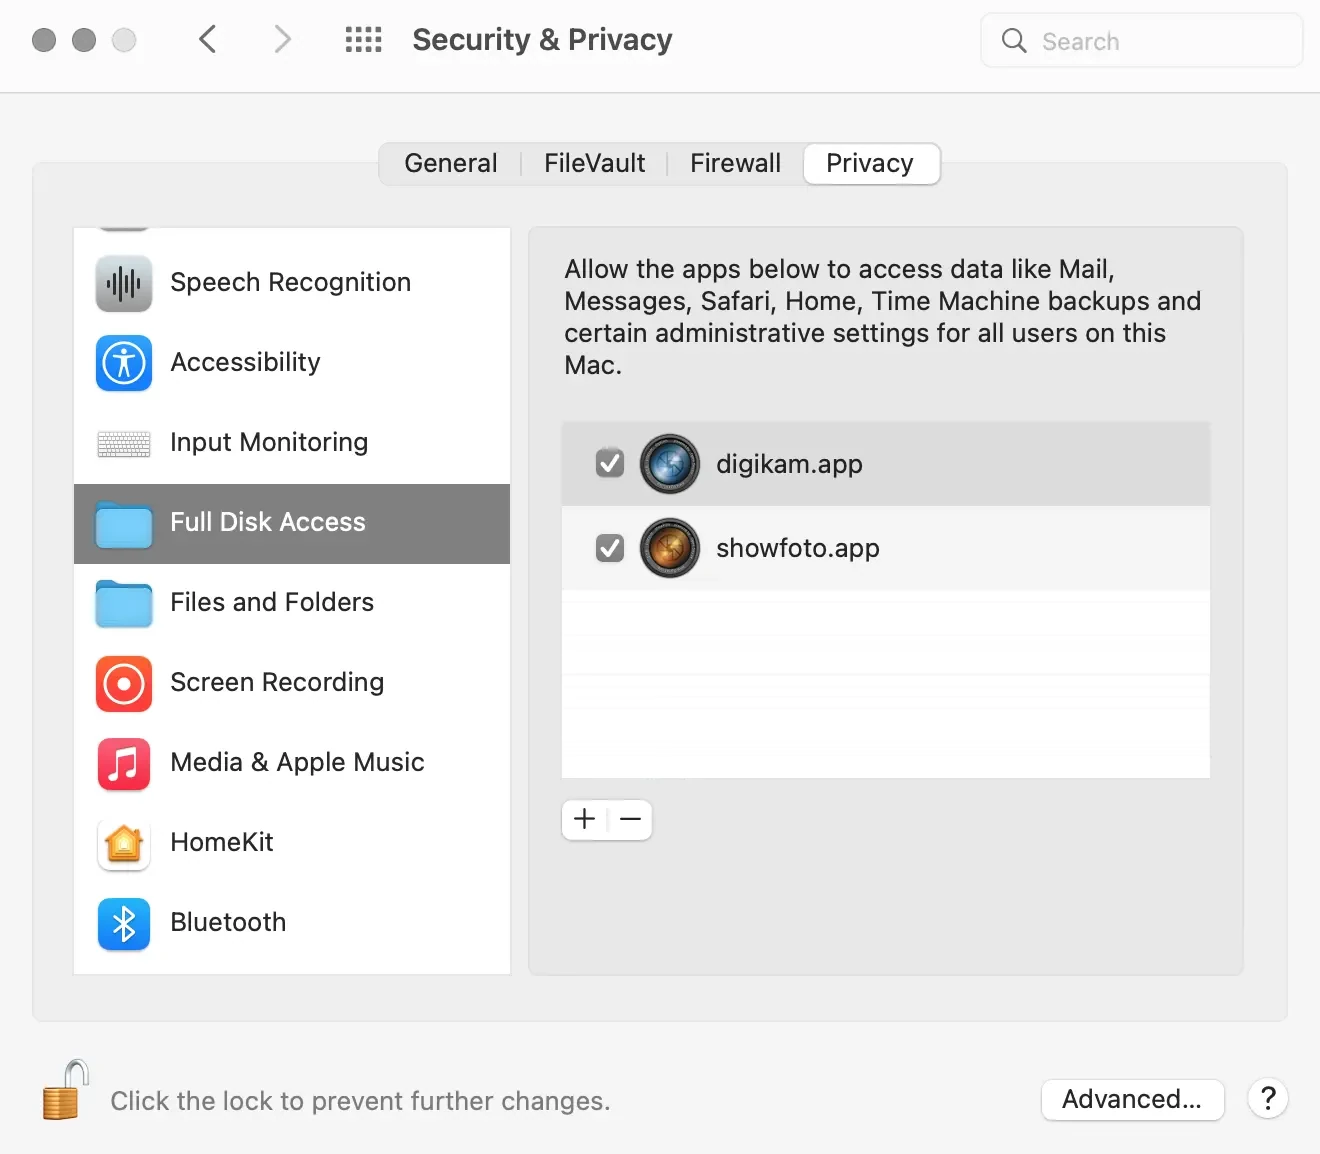 Security & Privacy
Search
General
FileVault
Firewall
Privacy
Speech Recognition
Accessibility
Input Monitoring
Full Disk Access
Files and Folders
Screen Recording
Media & Apple Music
HomeKit
Bluetooth
Allow the apps below to access data like Mail,
Messages, Safari, Home, Time Machine backups and
certain administrative settings for all users on this
Mac.
digikam.app
showfoto.app
Click the lock to prevent further changes.
Advanced...
?